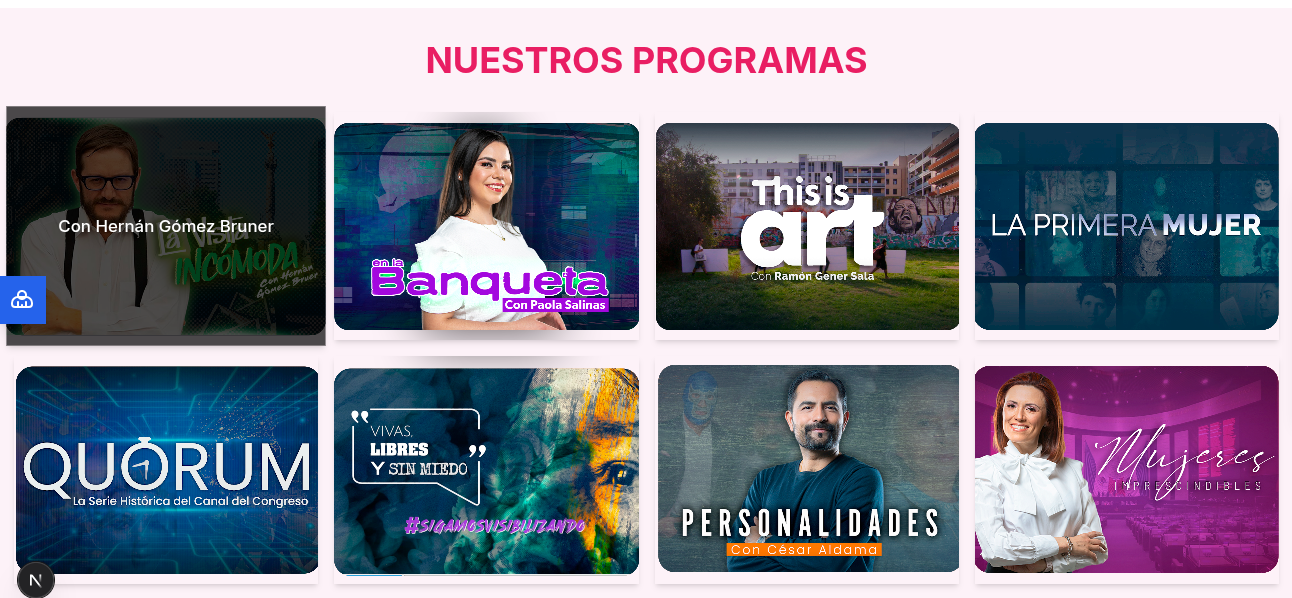 NUESTROS PROGRAMAS
Con Hernán Gómez Bruner
LA VISTA
INCÓMODA
Con Hernán
Gómez Bruner
en la
Banqueta
Con Paola Salinas
This is
art
Con Ramón Gener Sala
LA PRIMERA MUJER
QUÓRUM
La Serie Histórica del Canal del Congreso
"VIVAS,
LIBRES
Y SIN MIEDO"
#SIGAMOSVISIBILIZANDO
PERSONALIDADES
Con César Aldama
Mujeres
IMPRESCINDIBLES
N